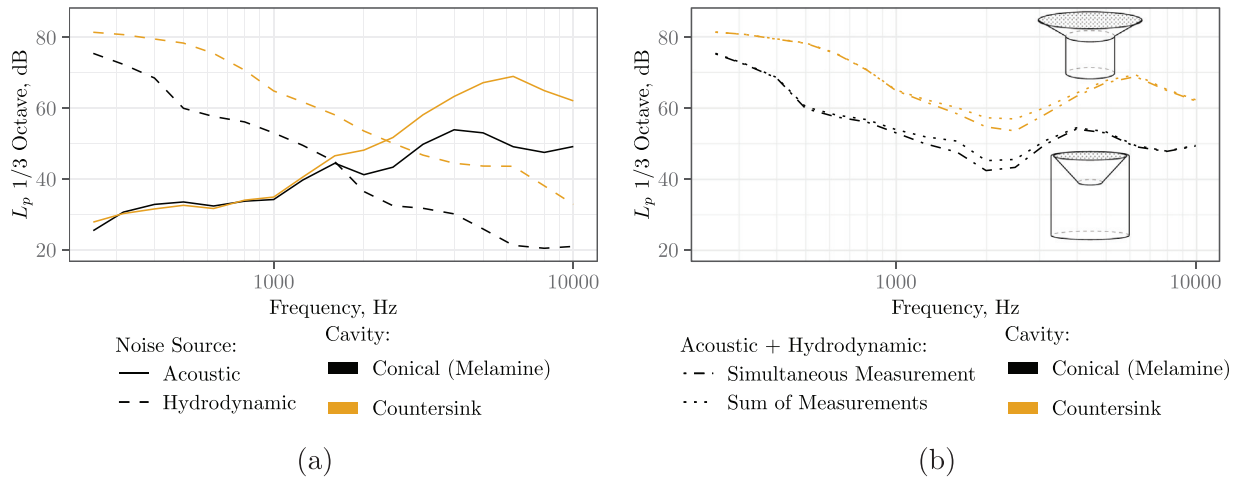 80
60
40
20
L_p 1/3 Octave, dB
1000
10000
Frequency, Hz
Noise Source:
Acoustic
Hydrodynamic
Cavity:
Conical (Melamine)
Countersink
(a)
80
60
40
20
L_p 1/3 Octave, dB
1000
10000
Frequency, Hz
Acoustic + Hydrodynamic:
Simultaneous Measurement
Sum of Measurements
Cavity:
Conical (Melamine)
Countersink
(b)